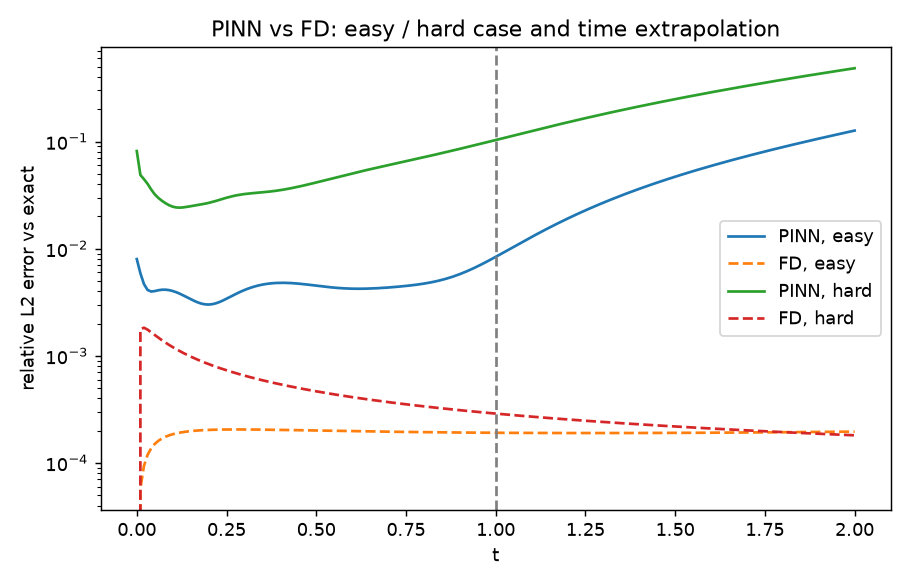 PINN vs FD: easy / hard case and time extrapolation
relative L2 error vs exact
10⁻¹
10⁻²
10⁻³
10⁻⁴
PINN, easy
FD, easy
PINN, hard
FD, hard
0.00 0.25 0.50 0.75 1.00 1.25 1.50 1.75 2.00
t